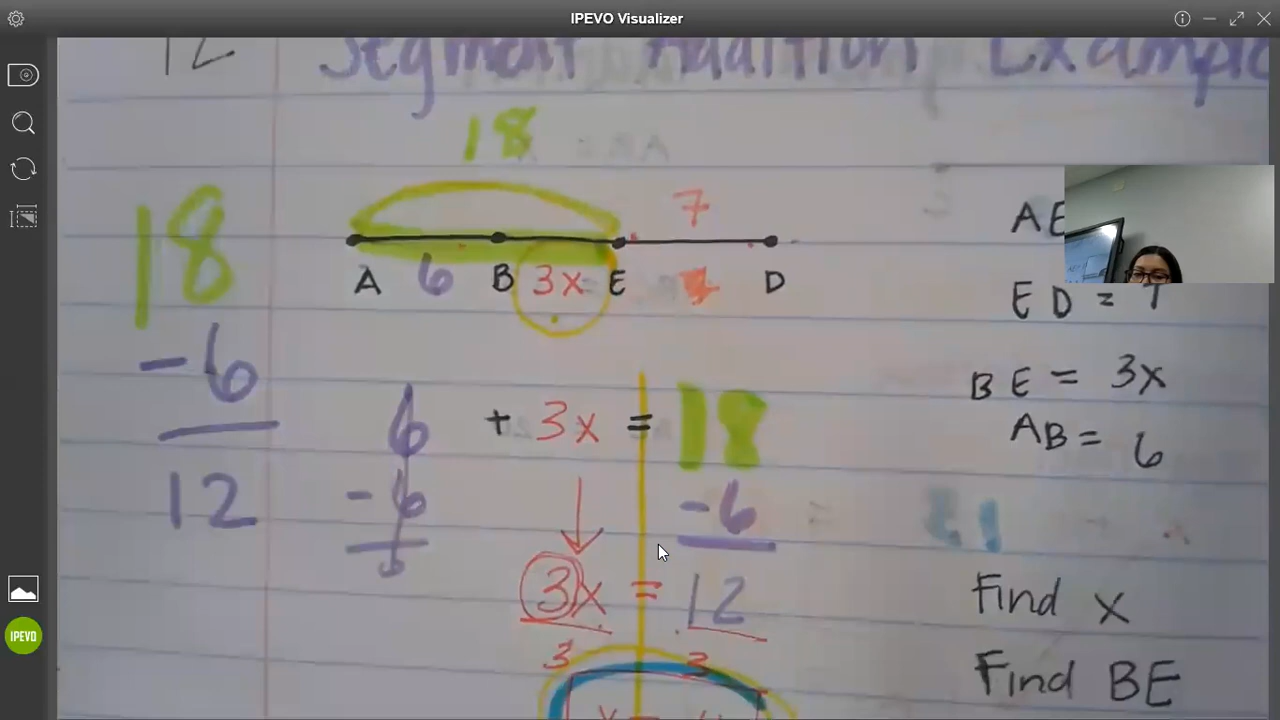 IPEVO Visualizer
12 Segment Addition Example
18
7
A 6 B 3x E D
18
- 6
12
6 + 3x = 18
- 6 - 6
3x = 12
3 3
AE
ED = 7
BE = 3x
AB = 6
Find x
Find BE
IPEVO